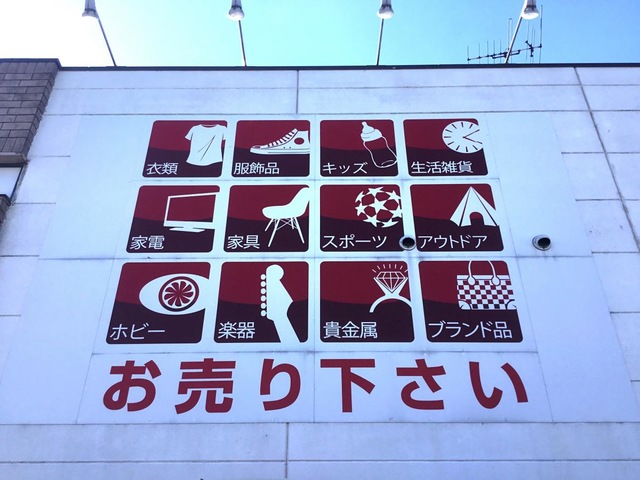 衣類 服飾品 キッズ 生活雑貨
家電 家具 スポーツ アウトドア
ホビー 楽器 貴金属 ブランド品
お売り下さい